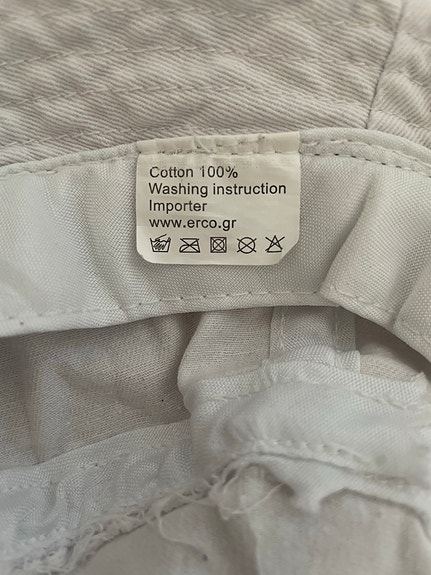 Cotton 100%
Washing instruction
Importer
www.erco.gr